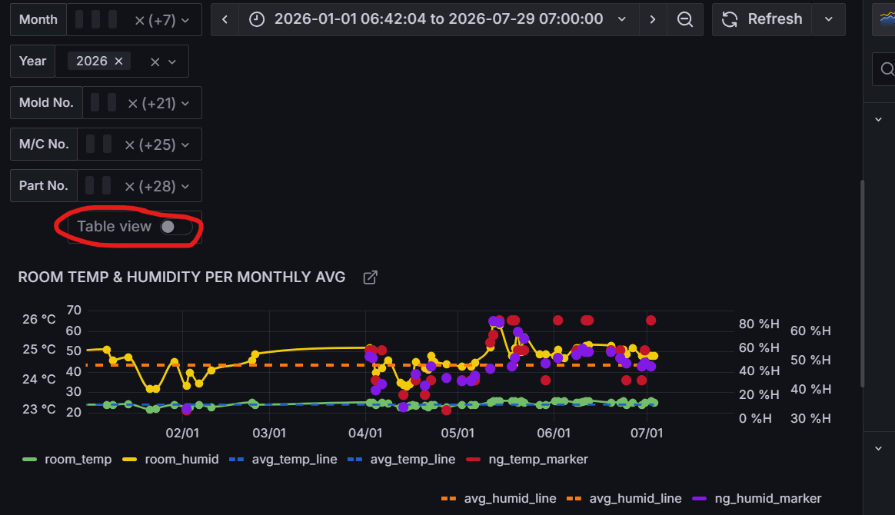 Month (+7)
2026-01-01 06:42:04 to 2026-07-29 07:00:00
Refresh
Year 2026
Mold No. (+21)
M/C No. (+25)
Part No. (+28)
Table view
ROOM TEMP & HUMIDITY PER MONTHLY AVG
26 °C 70 80 %H 60 %H
60
25 °C 50 60 %H 50 %H
24 °C 40 40 %H 40 %H
30 20 %H
23 °C 20 0 %H 30 %H
02/01 03/01 04/01 05/01 06/01 07/01
room_temp room_humid avg_temp_line avg_temp_line ng_temp_marker
avg_humid_line avg_humid_line ng_humid_marker